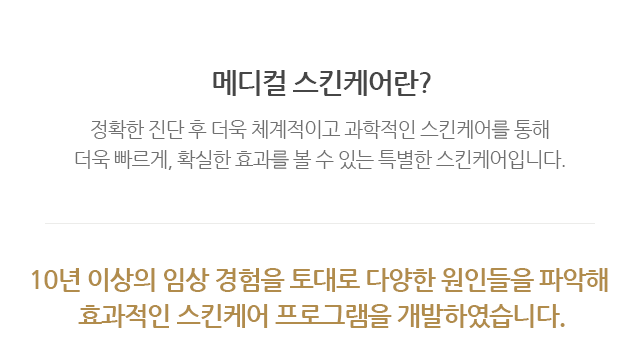 메디컬 스킨케어란?
정확한 진단 후 더욱 체계적이고 과학적인 스킨케어를 통해
더욱 빠르게, 확실한 효과를 볼 수 있는 특별한 스킨케어입니다.
10년 이상의 임상 경험을 토대로 다양한 원인들을 파악해
효과적인 스킨케어 프로그램을 개발하였습니다.